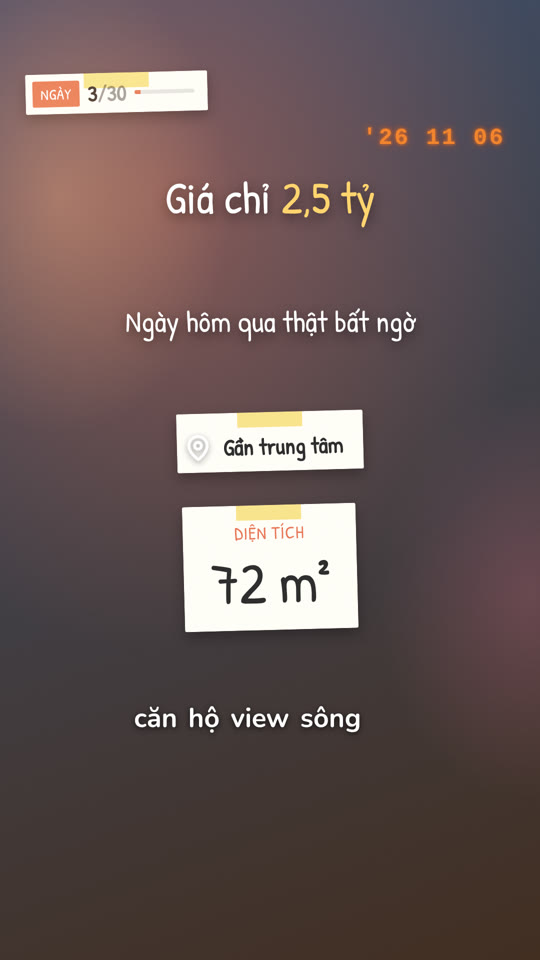 NGÀY 3/30
'26 11 06
Giá chỉ 2,5 tỷ
Ngày hôm qua thật bất ngờ
Gần trung tâm
DIỆN TÍCH
72 m²
căn hộ view sông